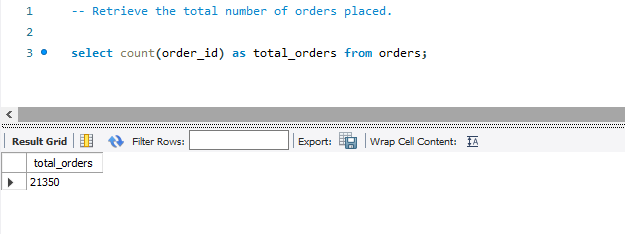 1 -- Retrieve the total number of orders placed.
2
3 select count(order_id) as total_orders from orders;
Result Grid Filter Rows: Export: Wrap Cell Content: IA
total_orders
21350